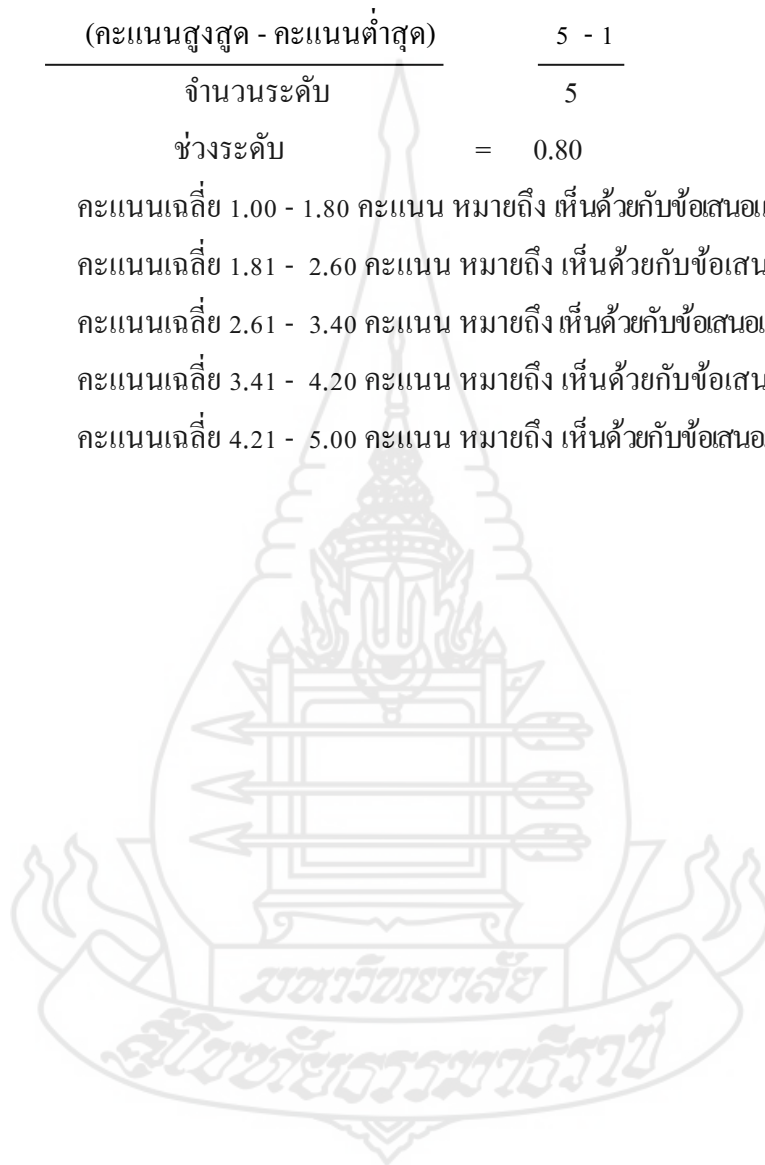 (คะแนนสูงสุด - คะแนนต่ำสุด) 5 - 1
จำนวนระดับ 5
ช่วงระดับ = 0.80
คะแนนเฉลี่ย 1.00 - 1.80 คะแนน หมายถึง เห็นด้วยกับข้อเสนอแ
คะแนนเฉลี่ย 1.81 - 2.60 คะแนน หมายถึง เห็นด้วยกับข้อเสน
คะแนนเฉลี่ย 2.61 - 3.40 คะแนน หมายถึง เห็นด้วยกับข้อเสนอแ
คะแนนเฉลี่ย 3.41 - 4.20 คะแนน หมายถึง เห็นด้วยกับข้อเสน
คะแนนเฉลี่ย 4.21 - 5.00 คะแนน หมายถึง เห็นด้วยกับข้อเสนอ
มหาวิทยาลัย
สุโขทัยธรรมาธิราช